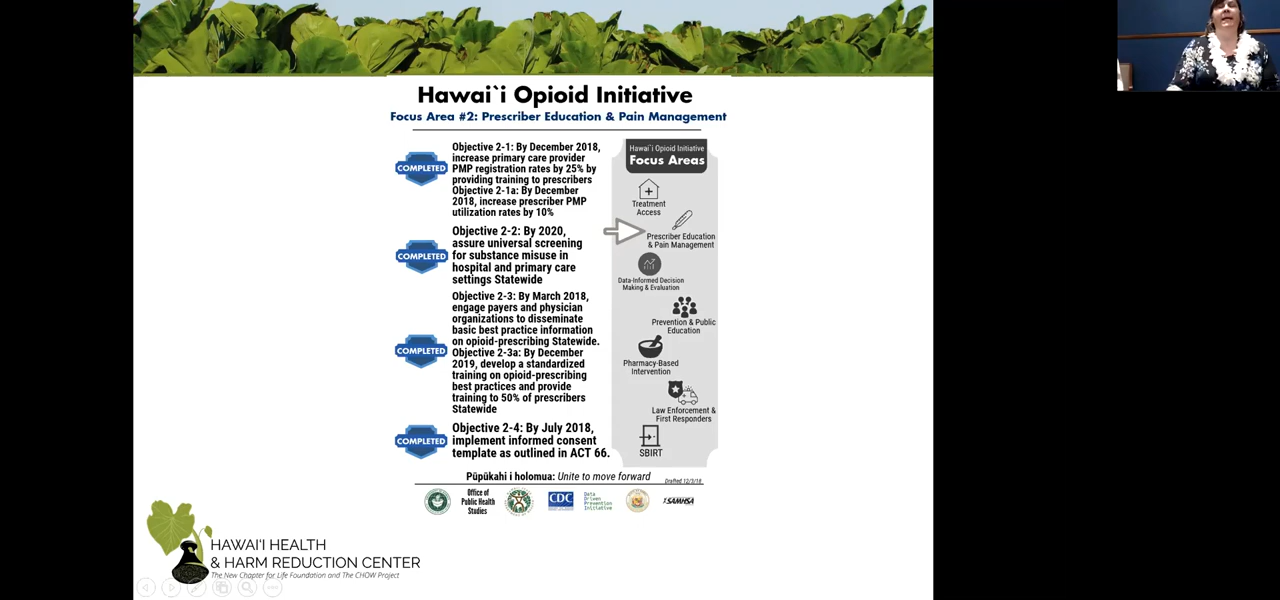 Hawai`i Opioid Initiative
Focus Area #2: Prescriber Education & Pain Management
COMPLETED
Objective 2-1: By December 2018,
increase primary care provider
PMP registration rates by 25% by
providing training to prescribers
Objective 2-1a: By December
2018, increase prescriber PMP
utilization rates by 10%
COMPLETED
Objective 2-2: By 2020,
assure universal screening
for substance misuse in
hospital and primary care
settings Statewide
COMPLETED
Objective 2-3: By March 2018,
engage payers and physician
organizations to disseminate
basic best practice information
on opioid-prescribing Statewide.
Objective 2-3a: By December
2019, develop a standardized
training on opioid-prescribing
best practices and provide
training to 50% of prescribers
Statewide
COMPLETED
Objective 2-4: By July 2018,
implement informed consent
template as outlined in ACT 66.
Hawai`i Opioid Initiative
Focus Areas
Treatment
Access
Prescriber Education
& Pain Management
Data-Informed Decision
Making & Evaluation
Prevention & Public
Education
Pharmacy-Based
Intervention
Law Enforcement &
First Responders
SBIRT
Pūpūkahi i holomua: Unite to move forward
Drafted 12/3/18
Office of
Public Health
Studies
CDC
Data
Driven
Prevention
Initiative
SAMHSA
HAWAI'I HEALTH
& HARM REDUCTION CENTER
The New Chapter for Life Foundation and The CHOW Project